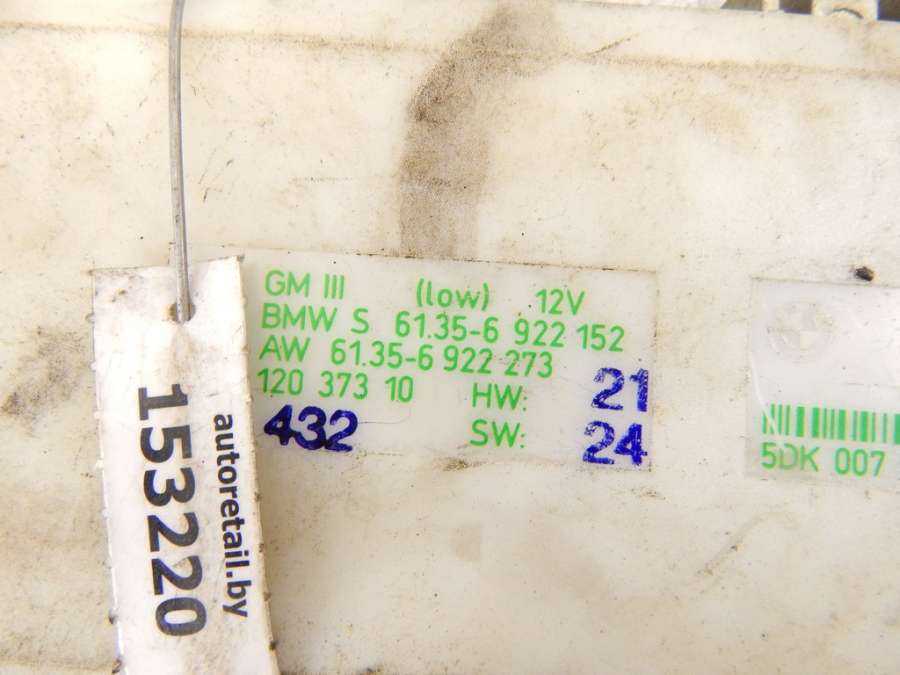 GM III (low) 12V
BMW S 61.35-6 922 152
AW 61.35-6 922 273
120 373 10 HW: 21
432 SW: 24
5DK 007
autoretail.by
153220